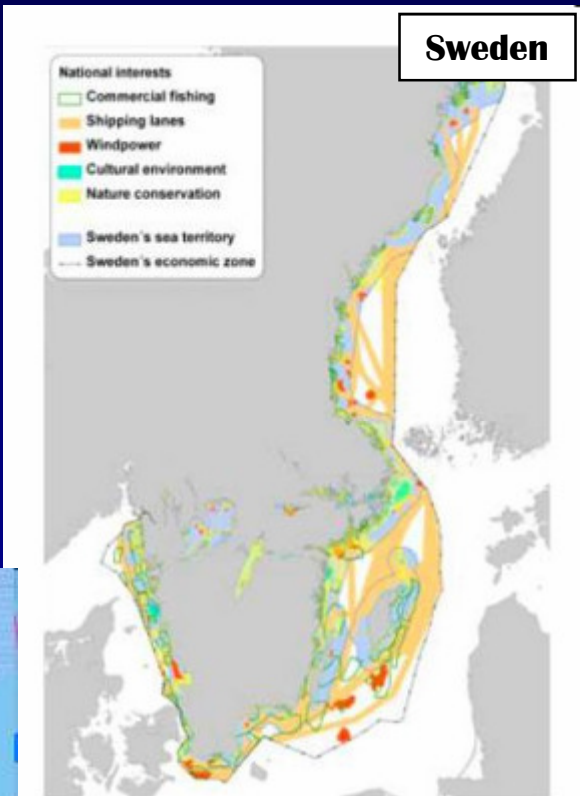 Sweden
National interests
Commercial fishing
Shipping lanes
Windpower
Cultural environment
Nature conservation
Sweden´s sea territory
Sweden´s economic zone